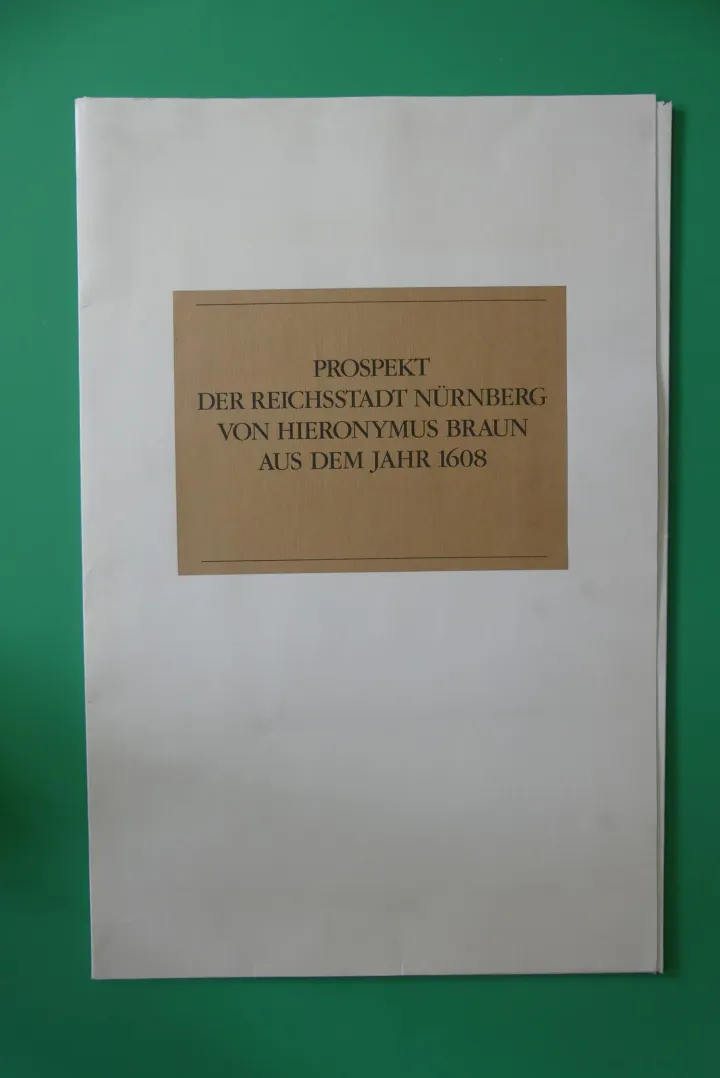 PROSPEKT
DER REICHSSTADT NÜRNBERG
VON HIERONYMUS BRAUN
AUS DEM JAHR 1608